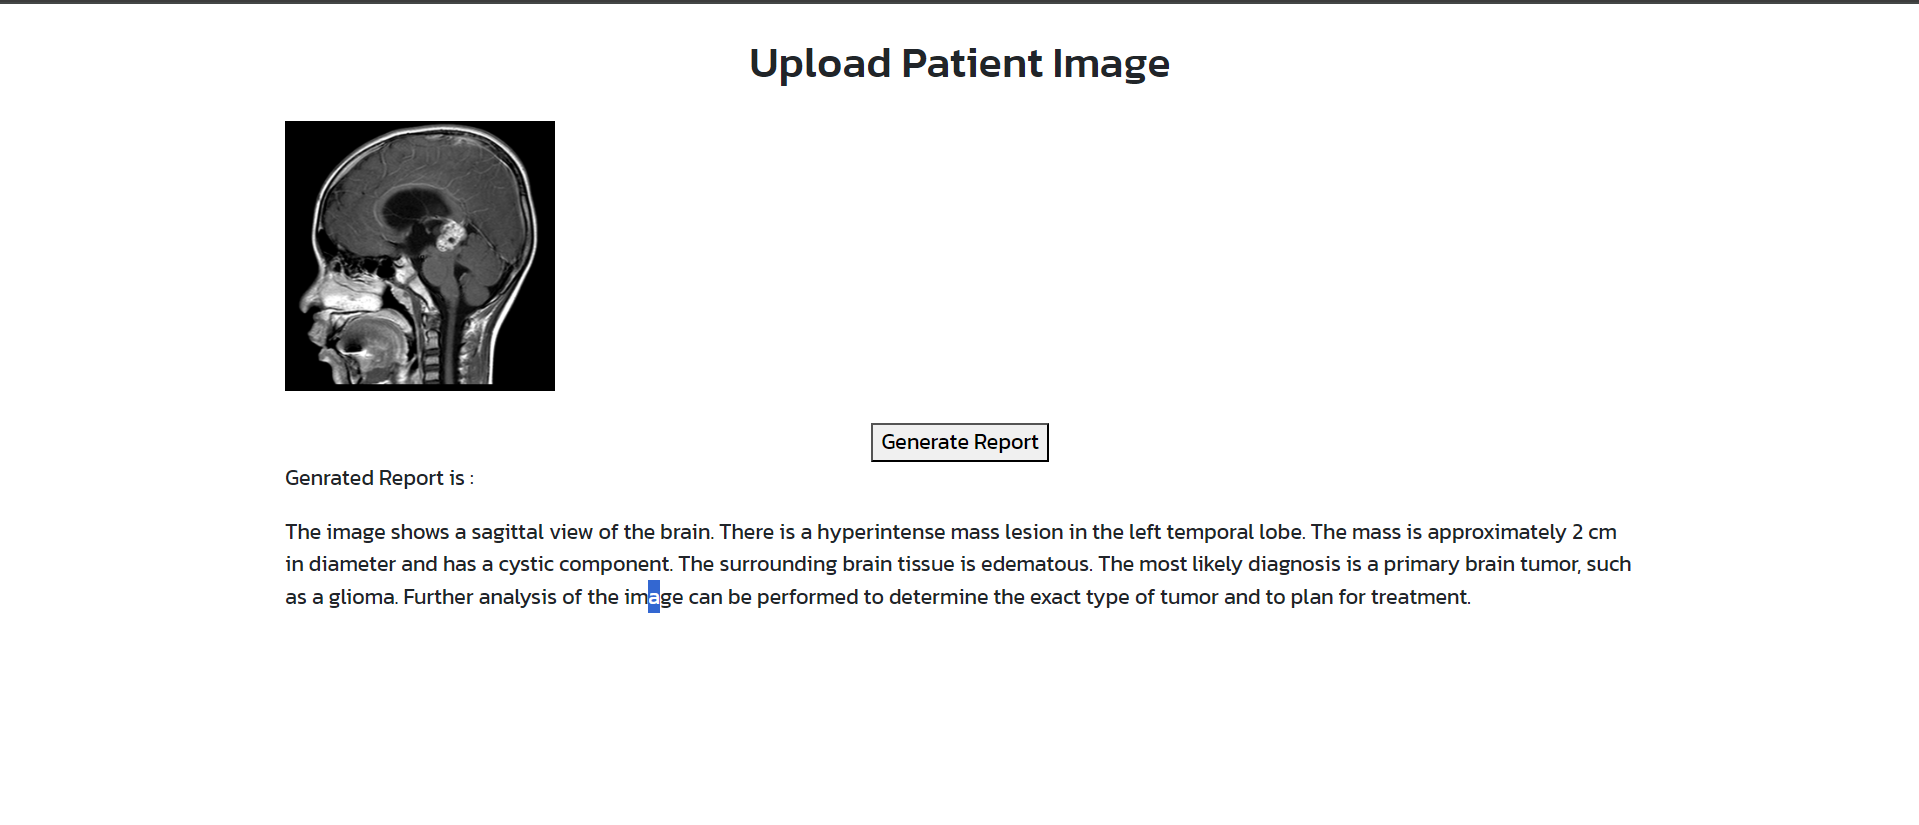 Upload Patient Image
Generate Report
Genrated Report is :
The image shows a sagittal view of the brain. There is a hyperintense mass lesion in the left temporal lobe. The mass is approximately 2 cm
in diameter and has a cystic component. The surrounding brain tissue is edematous. The most likely diagnosis is a primary brain tumor, such
as a glioma. Further analysis of the image can be performed to determine the exact type of tumor and to plan for treatment.